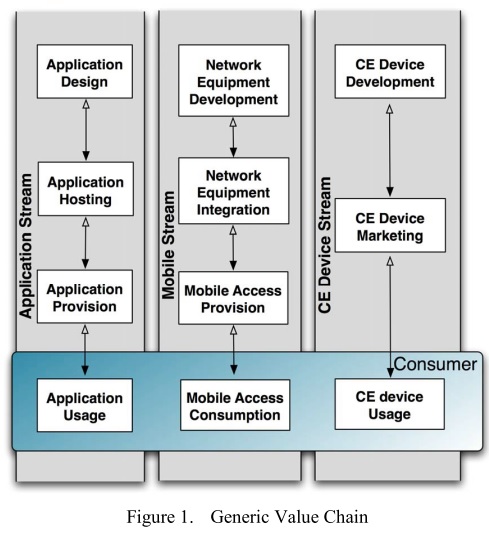 Application Stream
Application
Design
Application
Hosting
Application
Provision
Application
Usage
Mobile Stream
Network
Equipment
Development
Network
Equipment
Integration
Mobile Access
Provision
Mobile Access
Consumption
CE Device Stream
CE Device
Development
CE Device
Marketing
Consumer
CE device
Usage
Figure 1. Generic Value Chain